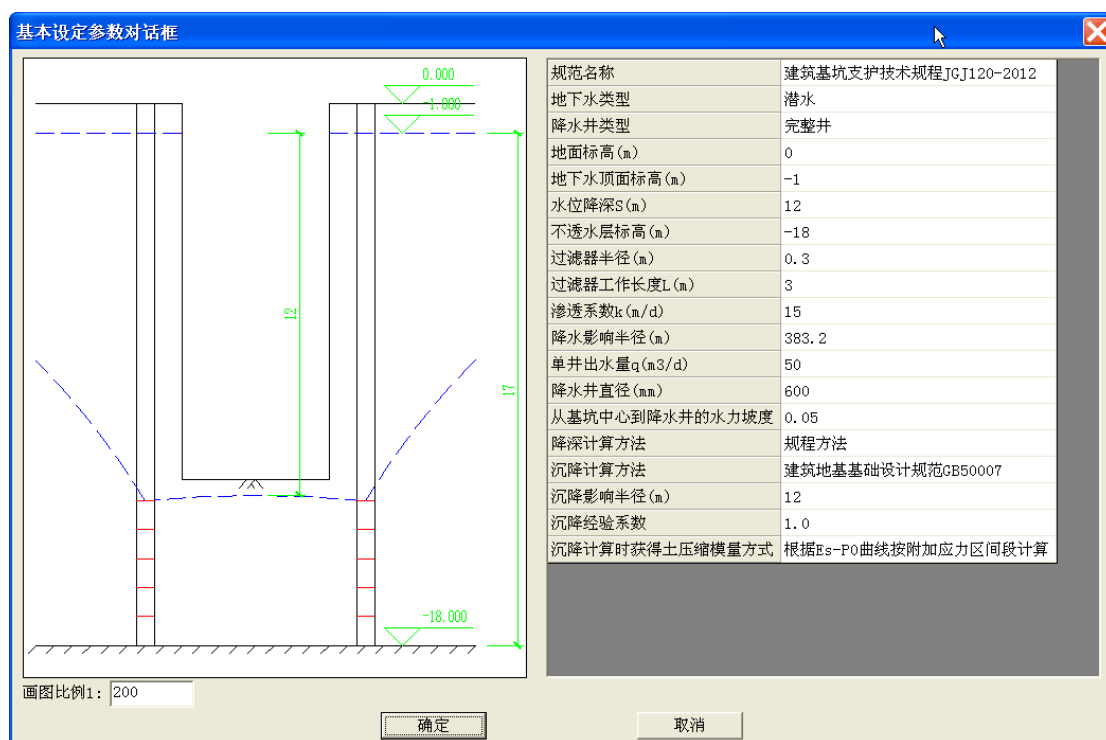 基本设定参数对话框
0.000
-1.000
12
17
-18.000
规范名称 建筑基坑支护技术规程JGJ120-2012
地下水类型 潜水
降水井类型 完整井
地面标高(m) 0
地下水顶面标高(m) -1
水位降深S(m) 12
不透水层标高(m) -18
过滤器半径(m) 0.3
过滤器工作长度L(m) 3
渗透系数k(m/d) 15
降水影响半径(m) 383.2
单井出水量q(m3/d) 50
降水井直径(mm) 600
从基坑中心到降水井的水力坡度 0.05
降深计算方法 规程方法
沉降计算方法 建筑地基基础设计规范GB50007
沉降影响半径(m) 12
沉降经验系数 1.0
沉降计算时获得土压缩模量方式 根据Es-P0曲线按附加应力区间段计算
画图比例1: 200
确定 取消